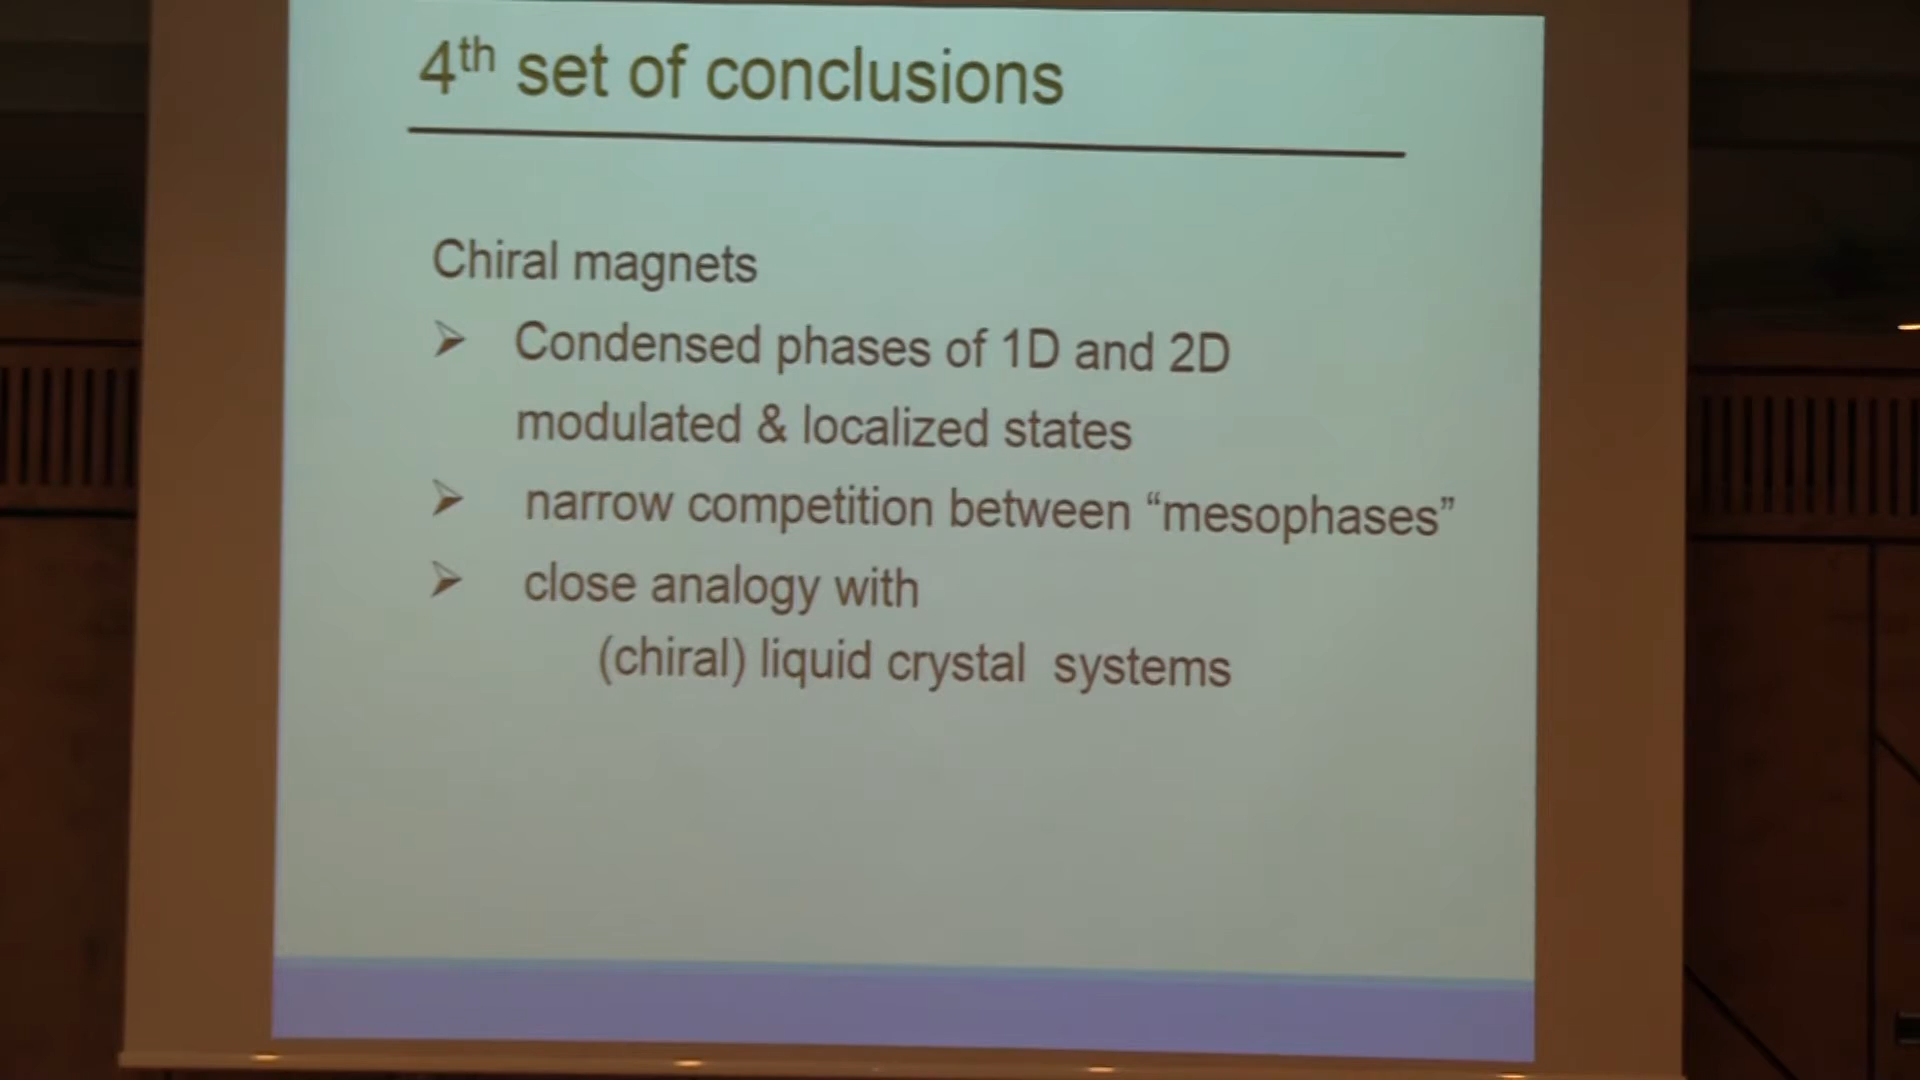 4th set of conclusions
Chiral magnets
➢ Condensed phases of 1D and 2D
modulated & localized states
➢ narrow competition between “mesophases”
➢ close analogy with
(chiral) liquid crystal systems